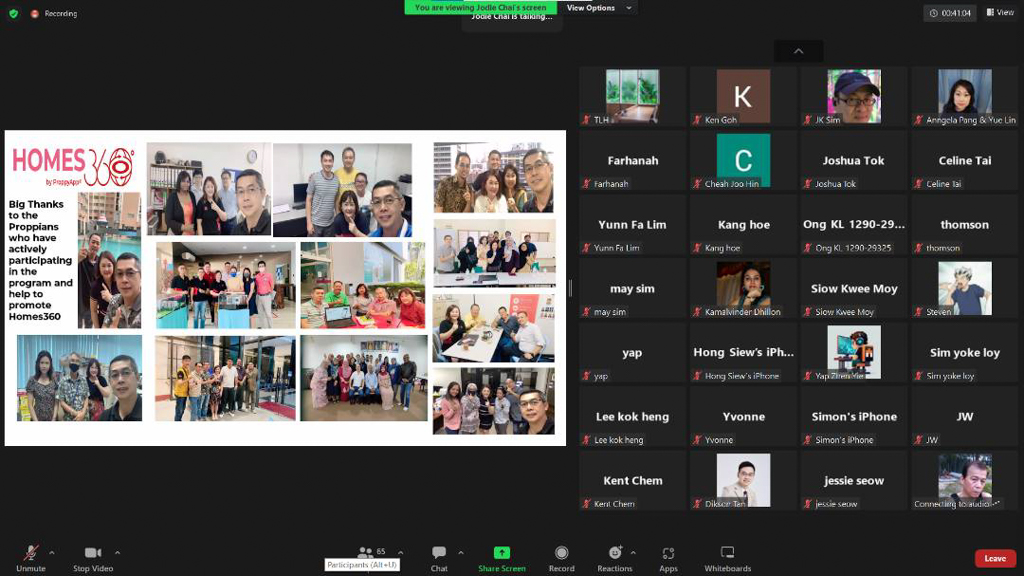 Recording
You are viewing Jodie Chai's screen
View Options
Jodie Chai is talking...
00:41:04
View
HOMES360°
by ProppyApp
Big Thanks
to the
Proppians
who have
actively
participating
in the
program and
help to
promote
Homes360
TLH
K
Ken Goh
JK Sim
Anngela Pang & Yue Lin
Farhanah
Farhanah
C
Cheah Joo Hin
Joshua Tok
Joshua Tok
Celine Tai
Celine Tai
Yunn Fa Lim
Yunn Fa Lim
Kang hoe
Kang hoe
Ong KL 1290-29...
Ong KL 1290-29325
thomson
thomson
may sim
may sim
Kamalvinder Dhillon
Siow Kwee Moy
Siow Kwee Moy
Steven
yap
yap
Hong Siew's iPh...
Hong Siew's iPhone
Yap Zhen Yie
Sim yoke loy
Sim yoke loy
Lee kok heng
Lee kok heng
Yvonne
Yvonne
Simon's iPhone
Simon's iPhone
JW
JW
Kent Chem
Kent Chem
Dikson Tan
jessie seow
jessie seow
Connecting to audio
Unmute
Stop Video
65
Participants (Alt+U)
Chat
Share Screen
Record
Reactions
Apps
Whiteboards
Leave